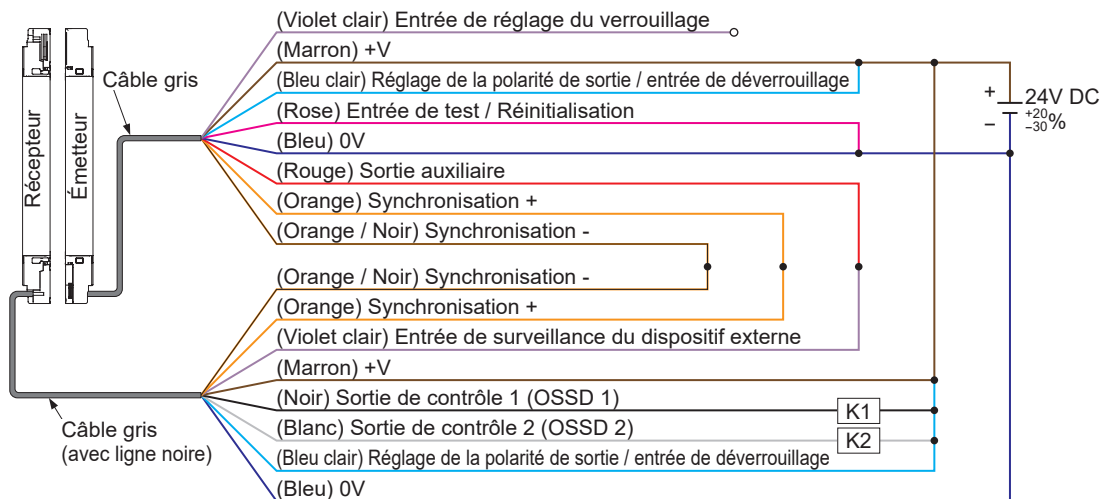 (Violet clair) Entrée de réglage du verrouillage
(Marron) +V
Câble gris
(Bleu clair) Réglage de la polarité de sortie / entrée de déverrouillage
+
24V DC
(Rose) Entrée de test / Réinitialisation
−
+20
−30%
(Bleu) 0V
Récepteur
Émetteur
(Rouge) Sortie auxiliaire
(Orange) Synchronisation +
(Orange / Noir) Synchronisation -
(Orange / Noir) Synchronisation -
(Orange) Synchronisation +
(Violet clair) Entrée de surveillance du dispositif externe
(Marron) +V
(Noir) Sortie de contrôle 1 (OSSD 1)
K1
Câble gris
(avec ligne noire)
(Blanc) Sortie de contrôle 2 (OSSD 2)
K2
(Bleu clair) Réglage de la polarité de sortie / entrée de déverrouillage
(Bleu) 0V